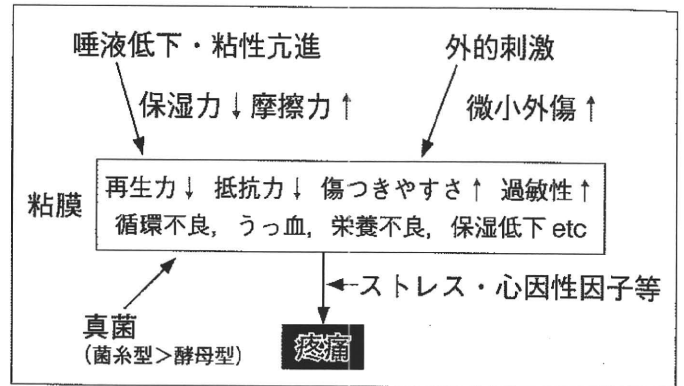 唾液低下・粘性亢進
外的刺激
保湿力↓摩擦力↑
微小外傷↑
粘膜
再生力↓ 抵抗力↓ 傷つきやすさ↑ 過敏性↑
循環不良,うっ血,栄養不良,保湿低下 etc
ストレス・心因性因子等
真菌
(菌糸型>酵母型)
疼痛